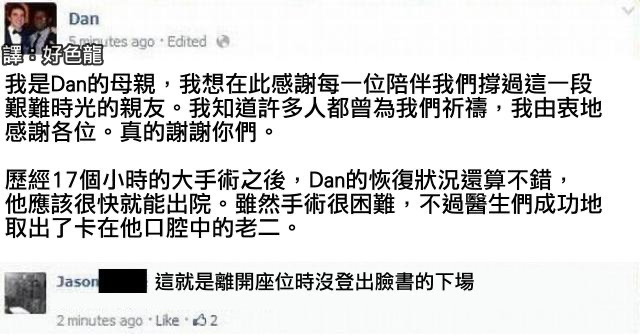 Dan
5 minutes ago · Edited
譯：好色龍
我是Dan的母親，我想在此感謝每一位陪伴我們撐過這一段
艱難時光的親友。我知道許多人都曾為我們祈禱，我由衷地
感謝各位。真的謝謝你們。
歷經17個小時的大手術之後，Dan的恢復狀況還算不錯，
他應該很快就能出院。雖然手術很困難，不過醫生們成功地
取出了卡在他口腔中的老二。
Jason 這就是離開座位時沒登出臉書的下場
2 minutes ago · Like · 2